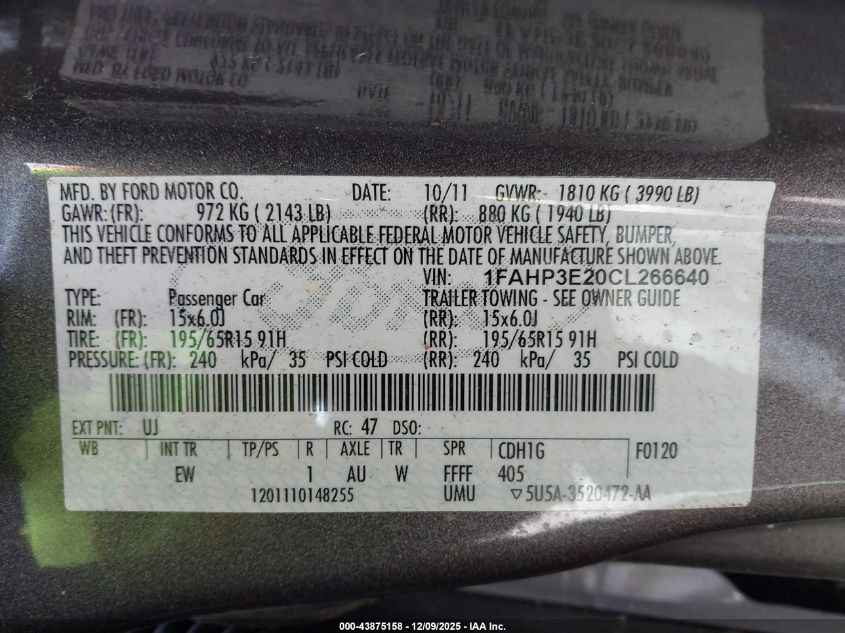 MFD. BY FORD MOTOR CO. DATE: 10/11 GVWR: 1810 KG ( 3990 LB)
GAWR:(FR): 972 KG ( 2143 LB) (RR): 880 KG ( 1940 LB)
THIS VEHICLE CONFORMS TO ALL APPLICABLE FEDERAL MOTOR VEHICLE SAFETY, BUMPER,
AND THEFT PREVENTION STANDARDS IN EFFECT ON THE DATE OF MANUFACTURE SHOWN ABOVE.
VIN: 1FAHP3E20CL266640
TYPE: Passenger Car TRAILER TOWING - SEE OWNER GUIDE
RIM: (FR): 15x6.0J (RR): 15x6.0J
TIRE: (FR): 195/65R15 91H (RR): 195/65R15 91H
PRESSURE: (FR): 240 kPa/ 35 PSI COLD (RR): 240 kPa/ 35 PSI COLD
EXT PNT: UJ RC: 47 DSO:
WB INT TR TP/PS R AXLE TR SPR CDH1G F0120
EW 1 AU W FFFF 405
1201110148255 UMU ▽5U5A-3520472-AA
000-43875158 - 12/09/2025 - IAA Inc.